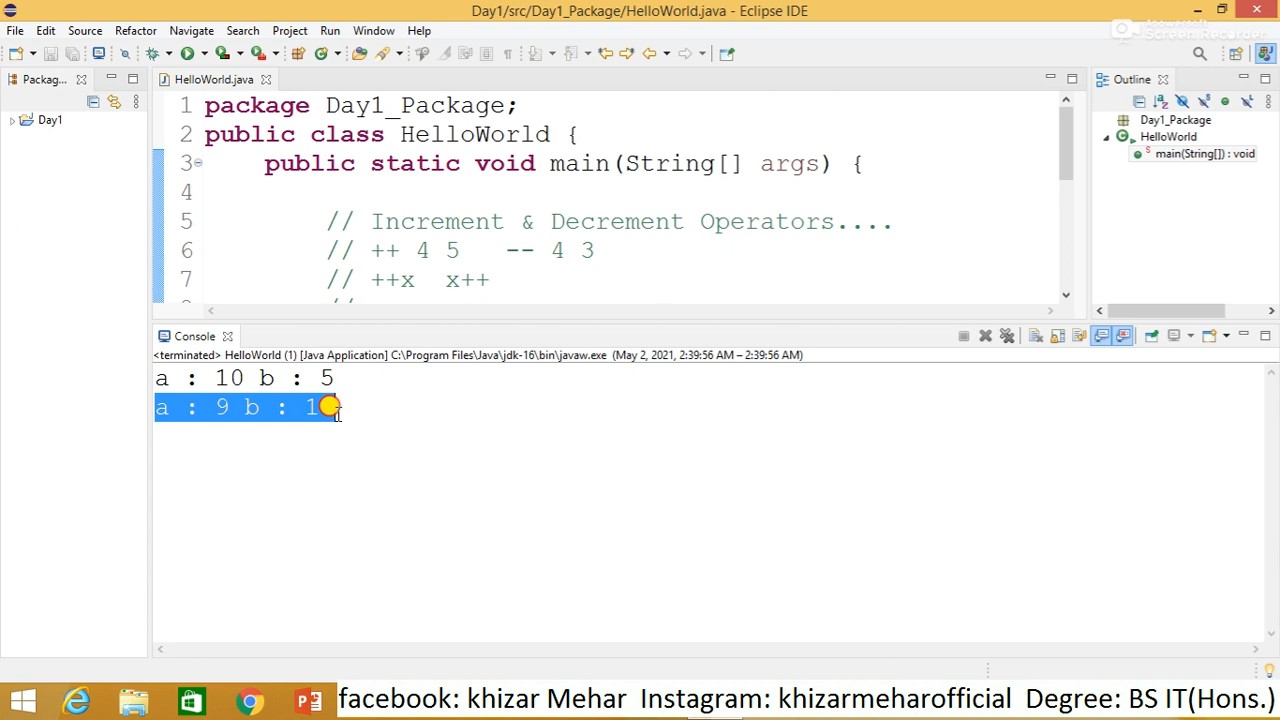 Day1/src/Day1_Package/HelloWorld.java - Eclipse IDE
File Edit Source Refactor Navigate Search Project Run Window Help
Screen Recorder
Packag...
HelloWorld.java
Outline
Day1
1 package Day1_Package;
2 public class HelloWorld {
3 public static void main(String[] args) {
4
5 // Increment & Decrement Operators....
6 // ++ 4 5 -- 4 3
7 // ++x x++
Day1_Package
HelloWorld
main(String[]) : void
Console
<terminated> HelloWorld (1) [Java Application] C:\Program Files\Java\jdk-16\bin\javaw.exe (May 2, 2021, 2:39:56 AM – 2:39:56 AM)
a : 10 b : 5
a : 9 b : 1
facebook: khizar Mehar Instagram: khizarmeharofficial Degree: BS IT(Hons.)